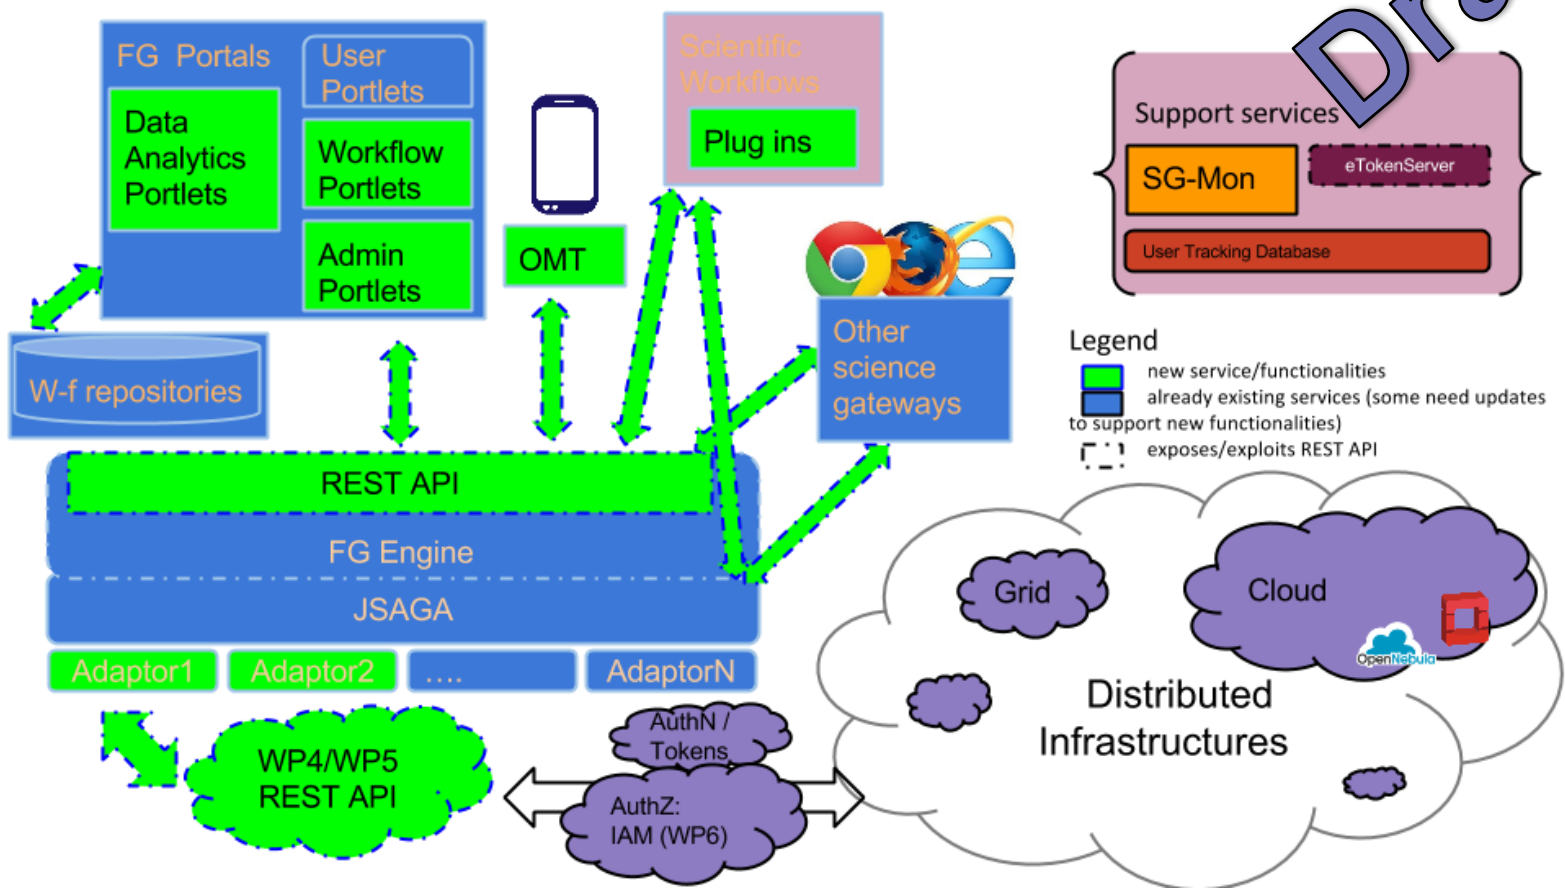 FG Portals
User
Portlets
Data
Analytics
Portlets
Workflow
Portlets
Admin
Portlets
W-f repositories
OMT
Scientific
Workflows
Plug ins
Other
science
gateways
Support services
SG-Mon
eTokenServer
User Tracking Database
Legend
new service/functionalities
already existing services (some need updates
to support new functionalities)
exposes/exploits REST API
REST API
FG Engine
JSAGA
Adaptor1
Adaptor2
....
AdaptorN
WP4/WP5
REST API
AuthN /
Tokens
AuthZ:
IAM (WP6)
Grid
Cloud
OpenNebula
Distributed
Infrastructures